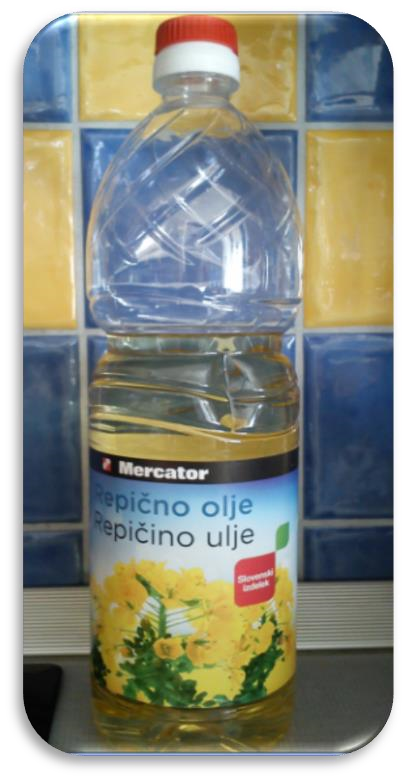 Mercator
Repično olje
Repičino ulje
Slovenski
izdelek